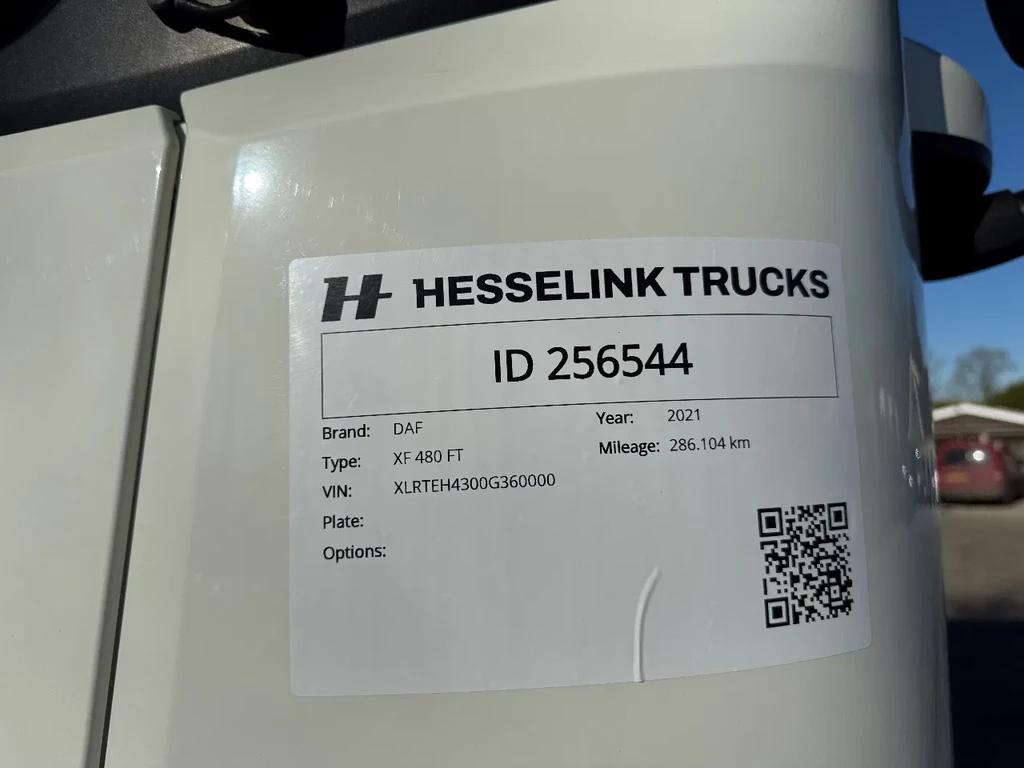 HESSELINK TRUCKS
ID 256544
Brand: DAF Year: 2021
Type: XF 480 FT Mileage: 286.104 km
VIN: XLRTEH4300G360000
Plate:
Options: